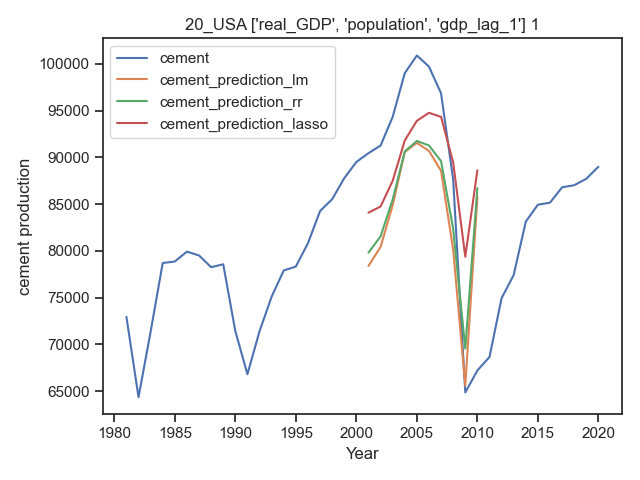 20_USA ['real_GDP', 'population', 'gdp_lag_1'] 1
cement
cement_prediction_lm
cement_prediction_rr
cement_prediction_lasso
cement production
100000
95000
90000
85000
80000
75000
70000
65000
1980 1985 1990 1995 2000 2005 2010 2015 2020
Year